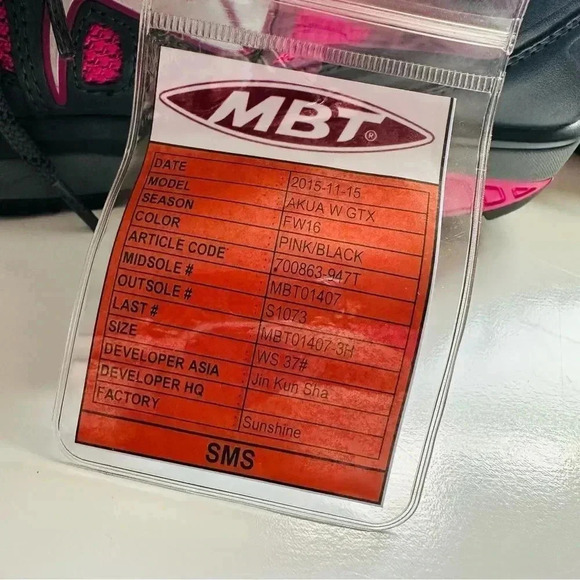 MBT®
DATE 2015-11-15
MODEL AKUA W GTX
SEASON FW16
COLOR PINK/BLACK
ARTICLE CODE 700863-947T
MIDSOLE # MBT01407
OUTSOLE # S1073
LAST # MBT01407-3H
SIZE WS 37#
DEVELOPER ASIA Jin Kun Sha
DEVELOPER HQ
FACTORY Sunshine
SMS